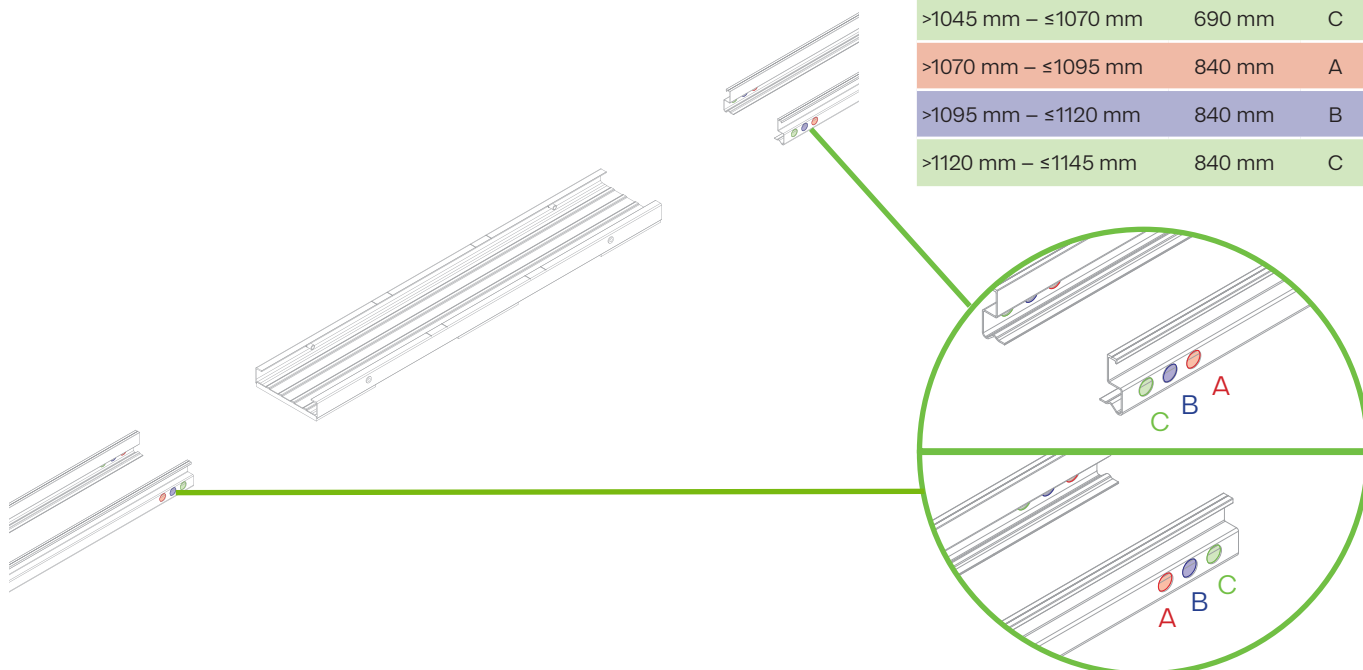 >1045 mm – ≤1070 mm 690 mm C
>1070 mm – ≤1095 mm 840 mm A
>1095 mm – ≤1120 mm 840 mm B
>1120 mm – ≤1145 mm 840 mm C
A
B
C
C
B
A